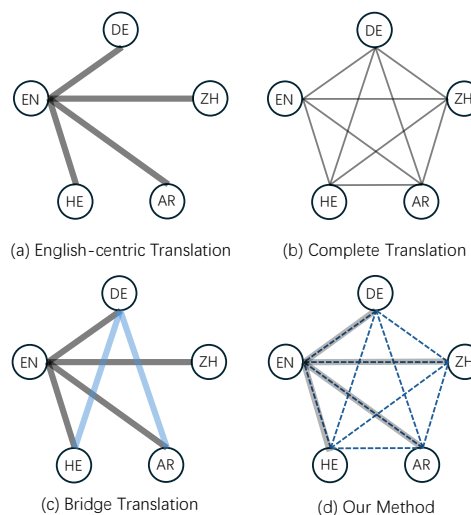 DE
EN
ZH
HE
AR
(a) English-centric Translation
DE
EN
ZH
HE
AR
(b) Complete Translation
DE
EN
ZH
HE
AR
(c) Bridge Translation
DE
EN
ZH
HE
AR
(d) Our Method